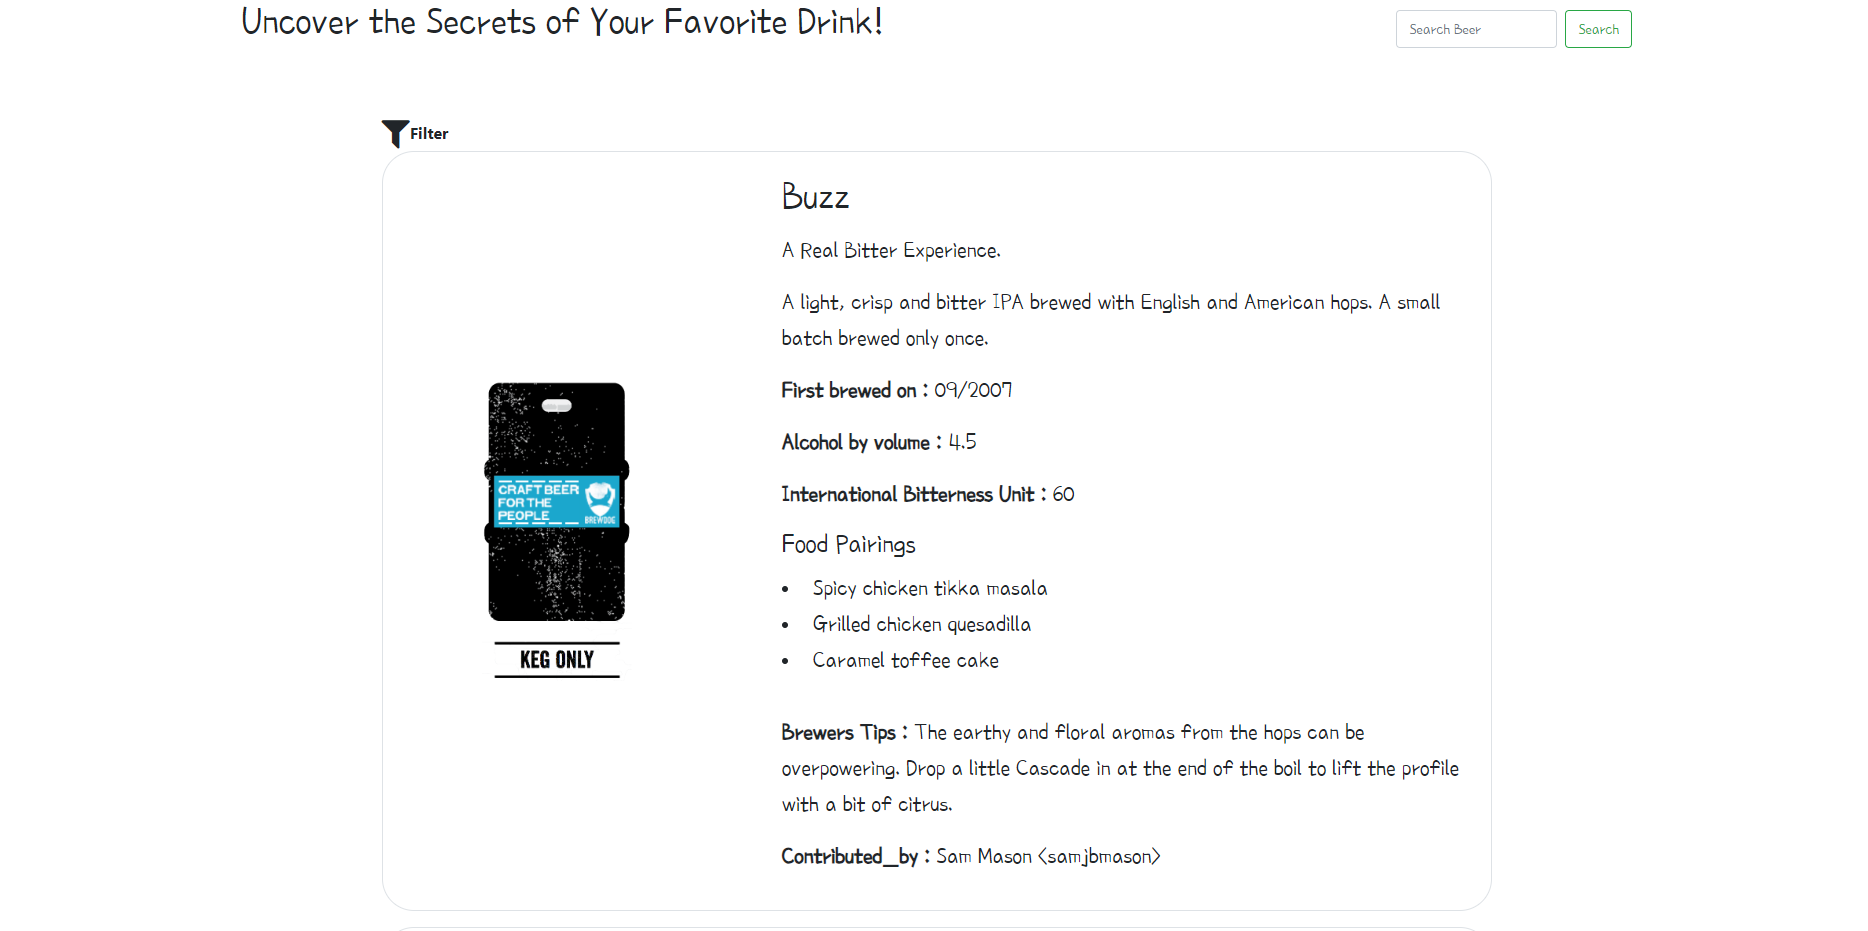 Uncover the Secrets of Your Favorite Drink!
Search Beer
Search
Filter
Buzz
A Real Bitter Experience.
A light, crisp and bitter IPA brewed with English and American hops. A small
batch brewed only once.
First brewed on : 09/2007
Alcohol by volume : 4.5
International Bitterness Unit : 60
Food Pairings
• Spicy chicken tikka masala
• Grilled chicken quesadilla
• Caramel toffee cake
Brewers Tips : The earthy and floral aromas from the hops can be
overpowering. Drop a little Cascade in at the end of the boil to lift the profile
with a bit of citrus.
Contributed_by : Sam Mason <samjbmason>
CRAFT BEER
FOR THE
PEOPLE
BREWDOG
KEG ONLY